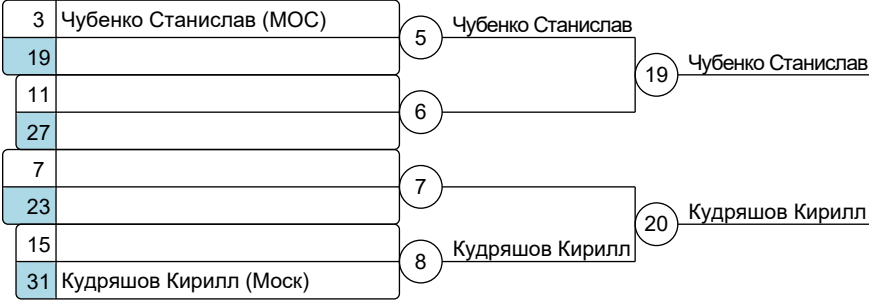 3 Чубенко Станислав (МОС)
19
5 Чубенко Станислав
11
27
6
19 Чубенко Станислав
7
23
7
15
31 Кудряшов Кирилл (Моск)
8 Кудряшов Кирилл
20 Кудряшов Кирилл